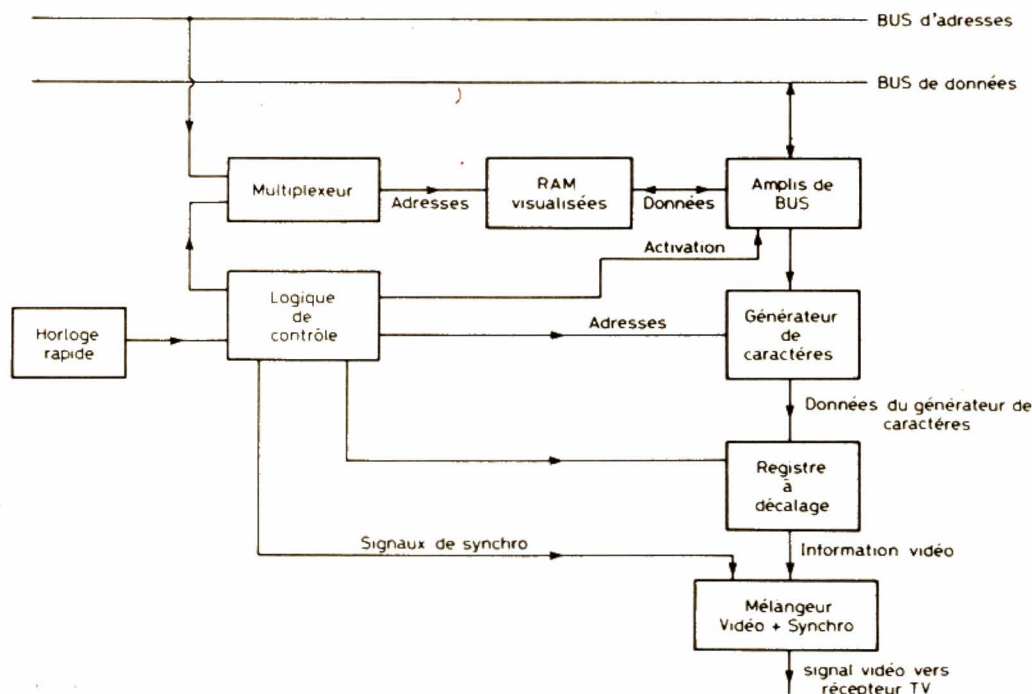 BUS d'adresses
BUS de données
Multiplexeur
Adresses
RAM
visualisées
Données
Amplis de
BUS
Activation
Logique
de
contrôle
Horloge
rapide
Adresses
Générateur
de
caractéres
Données du générateur de
caractéres
Registre
à
décalage
Signaux de synchro
Information vidéo
Mélangeur
Vidéo + Synchro
signal vidéo vers
récepteur TV